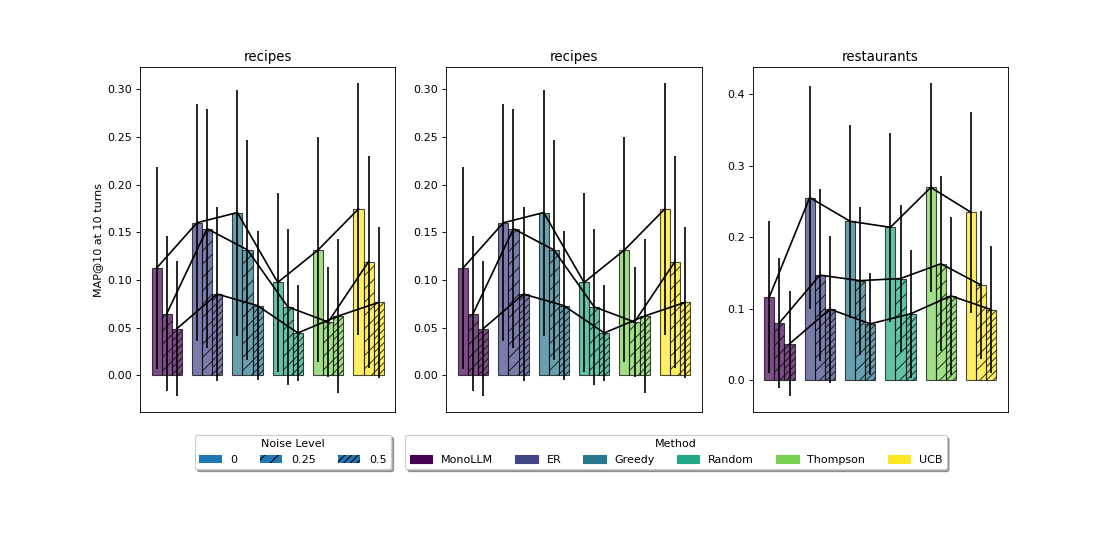 recipes
recipes
restaurants
MAP@10 at 10 turns
0.30
0.25
0.20
0.15
0.10
0.05
0.00
0.30
0.25
0.20
0.15
0.10
0.05
0.00
0.4
0.3
0.2
0.1
0.0
Noise Level
0 0.25 0.5
Method
MonoLLM ER Greedy Random Thompson UCB